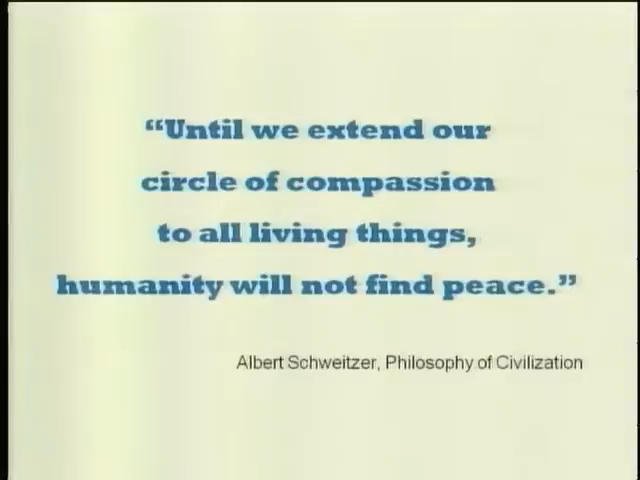 “Until we extend our
circle of compassion
to all living things,
humanity will not find peace.”
Albert Schweitzer, Philosophy of Civilization